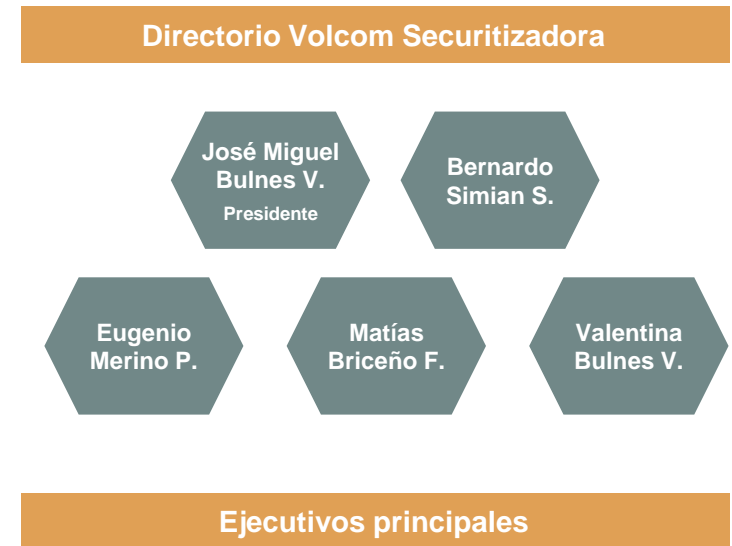 Directorio Volcom Securitizadora
José Miguel
Bulnes V.
Presidente
Bernardo
Simian S.
Eugenio
Merino P.
Matías
Briceño F.
Valentina
Bulnes V.
Ejecutivos principales